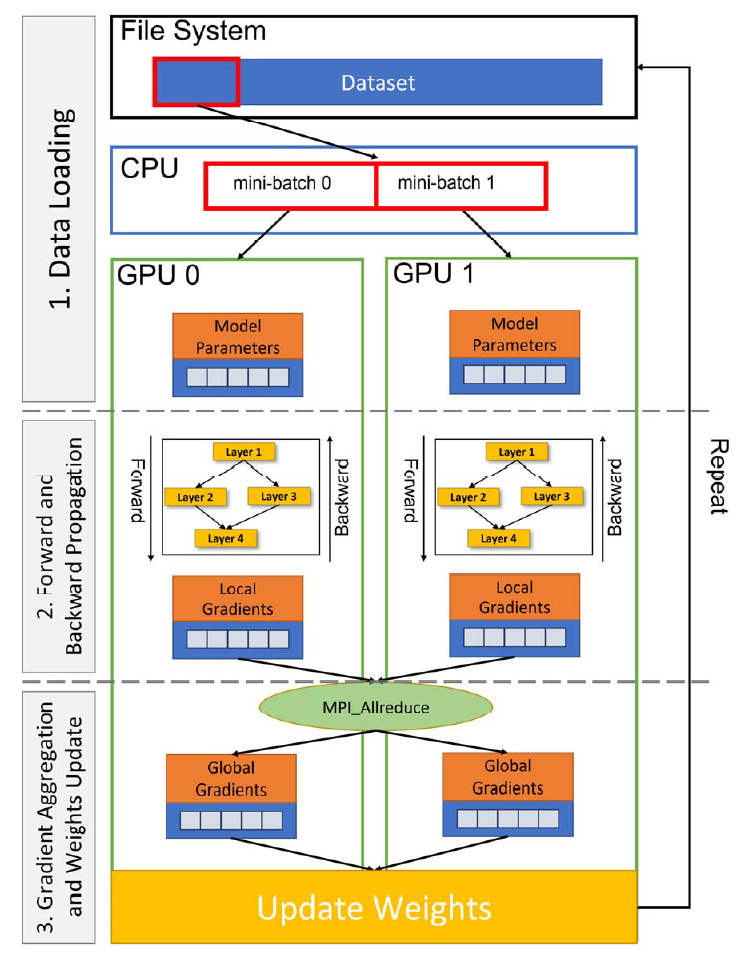 File System
Dataset
1. Data Loading
CPU
mini-batch 0
mini-batch 1
GPU 0
GPU 1
Model
Parameters
Model
Parameters
2. Forward and
Backward Propagation
Forward
Layer 1
Layer 2
Layer 3
Layer 4
Backward
Forward
Layer 1
Layer 2
Layer 3
Layer 4
Backward
Repeat
Local
Gradients
Local
Gradients
3. Gradient Aggregation
and Weights Update
MPI_Allreduce
Global
Gradients
Global
Gradients
Update Weights